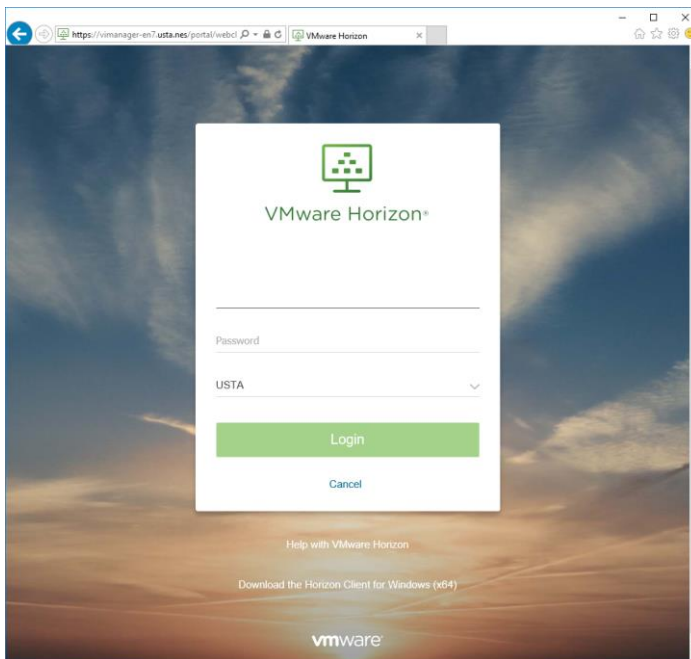 https://vimanager-en7.usta.nes/portal/webcl
VMware Horizon
VMware Horizon®
Password
USTA
Login
Cancel
Help with VMware Horizon
Download the Horizon Client for Windows (x64)
vmware